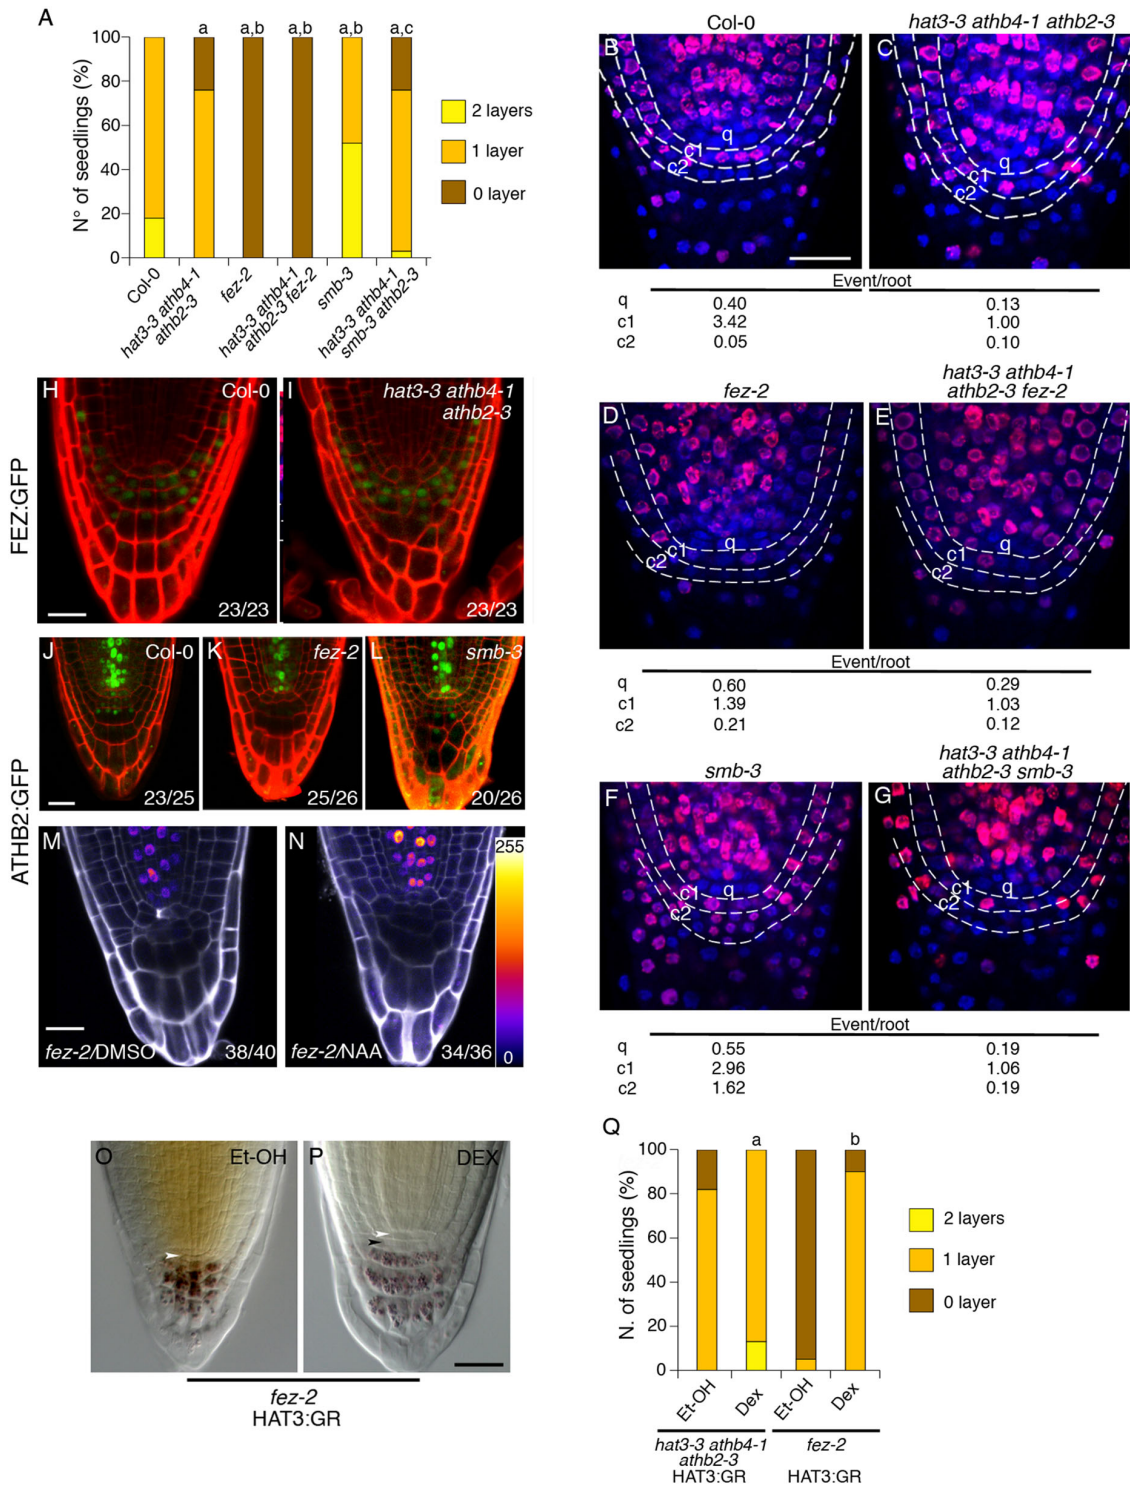 A
N° of seedlings (%)
100
80
60
40
20
0
a
a,b
a,b
a,b
a,c
2 layers
1 layer
0 layer
Col-0
hat3-3 athb4-1
athb2-3
fez-2
hat3-3 athb4-1
athb2-3 fez-2
smb-3
hat3-3 athb4-1
smb-3 athb2-3
Col-0
hat3-3 athb4-1 athb2-3
B
q
c1
c2
C
q
c1
c2
Event/root
q 0.40 0.13
c1 3.42 1.00
c2 0.05 0.10
fez-2
hat3-3 athb4-1
athb2-3 fez-2
D
q
c1
c2
E
q
c1
c2
Event/root
q 0.60 0.29
c1 1.39 1.03
c2 0.21 0.12
smb-3
hat3-3 athb4-1
athb2-3 smb-3
F
q
c1
c2
G
q
c1
c2
Event/root
q 0.55 0.19
c1 2.96 1.06
c2 1.62 0.19
FEZ:GFP
H
Col-0
23/23
I
hat3-3 athb4-1
athb2-3
23/23
ATHB2:GFP
J
Col-0
23/25
K
fez-2
25/26
L
smb-3
20/26
M
fez-2/DMSO
38/40
N
fez-2/NAA
34/36
255
0
O
Et-OH
P
DEX
fez-2
HAT3:GR
Q
N. of seedlings (%)
100
80
60
40
20
0
a
b
2 layers
1 layer
0 layer
Et-OH
Dex
Et-OH
Dex
hat3-3 athb4-1
athb2-3
HAT3:GR
fez-2
HAT3:GR